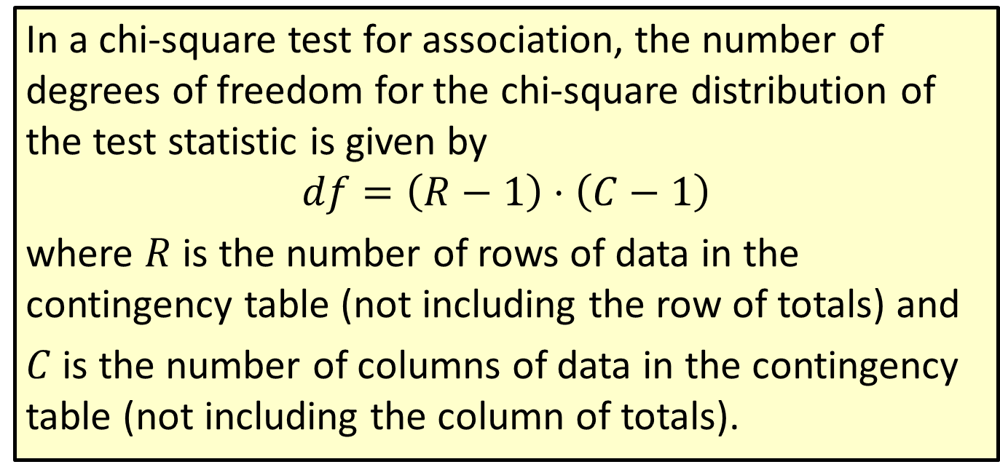 In a chi-square test for association, the number of
degrees of freedom for the chi-square distribution of
the test statistic is given by
𝑑𝑓 = (𝑅 − 1) · (𝐶 − 1)
where 𝑅 is the number of rows of data in the
contingency table (not including the row of totals) and
𝐶 is the number of columns of data in the contingency
table (not including the column of totals).